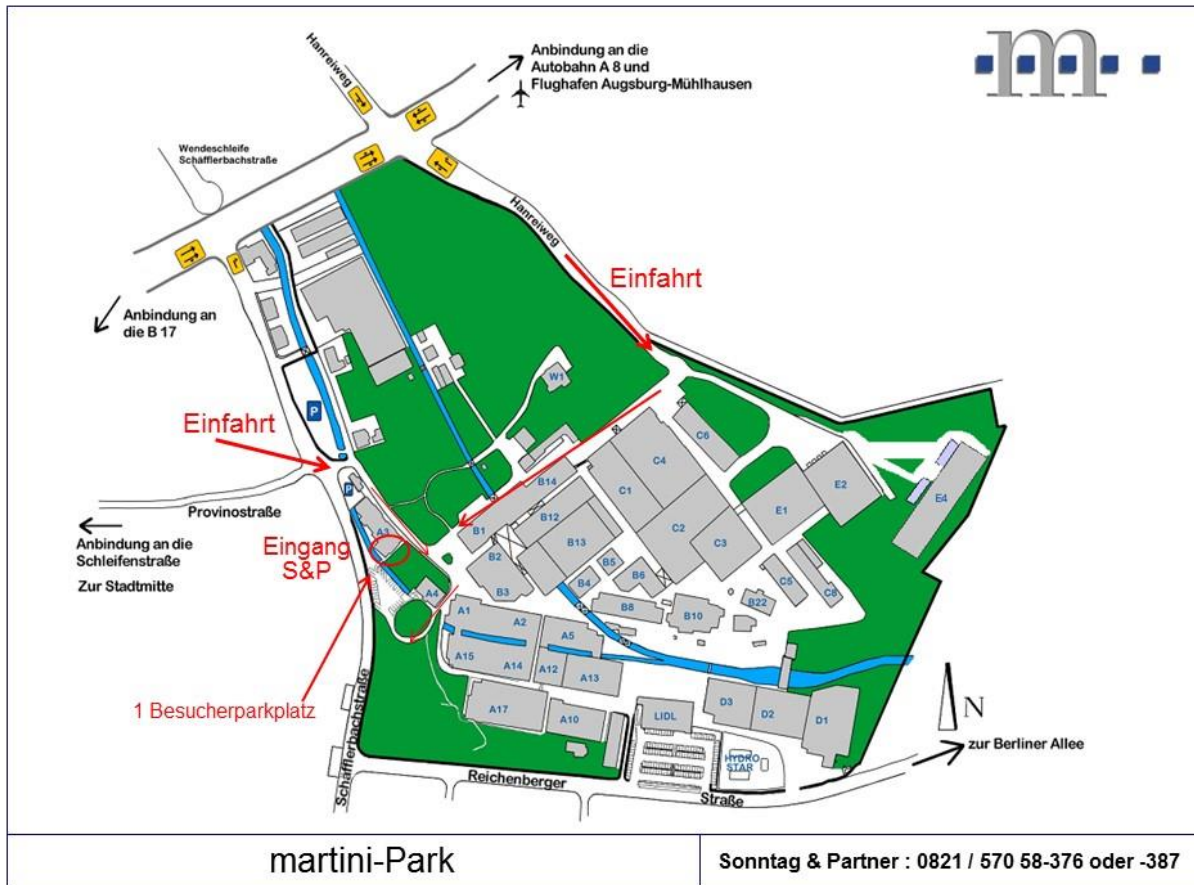 Hanreiweg
Anbindung an die
Autobahn A 8 und
Flughafen Augsburg-Mühlhausen
m
Wendeschleife
Schäfflerbachstraße
Hanreiweg
Einfahrt
Anbindung an
die B 17
P
W1
Einfahrt
C6
C4
P
B14
C1
E2
E4
Provinostraße
A3
B1
B12
E1
Anbindung an die
Schleifenstraße
Zur Stadtmitte
Eingang
S&P
B2
B13
C2
C3
B5
B4
B6
C5
C8
A4
B3
B8
B22
B10
A1
A2
A5
A15
A14
A12
A13
1 Besucherparkplatz
A17
A10
LIDL
D3
D2
D1
N
Schäfflerbachstraße
zur Berliner Allee
HYDRO
STAR
Reichenberger
Straße
martini-Park
Sonntag & Partner : 0821 / 570 58-376 oder -387